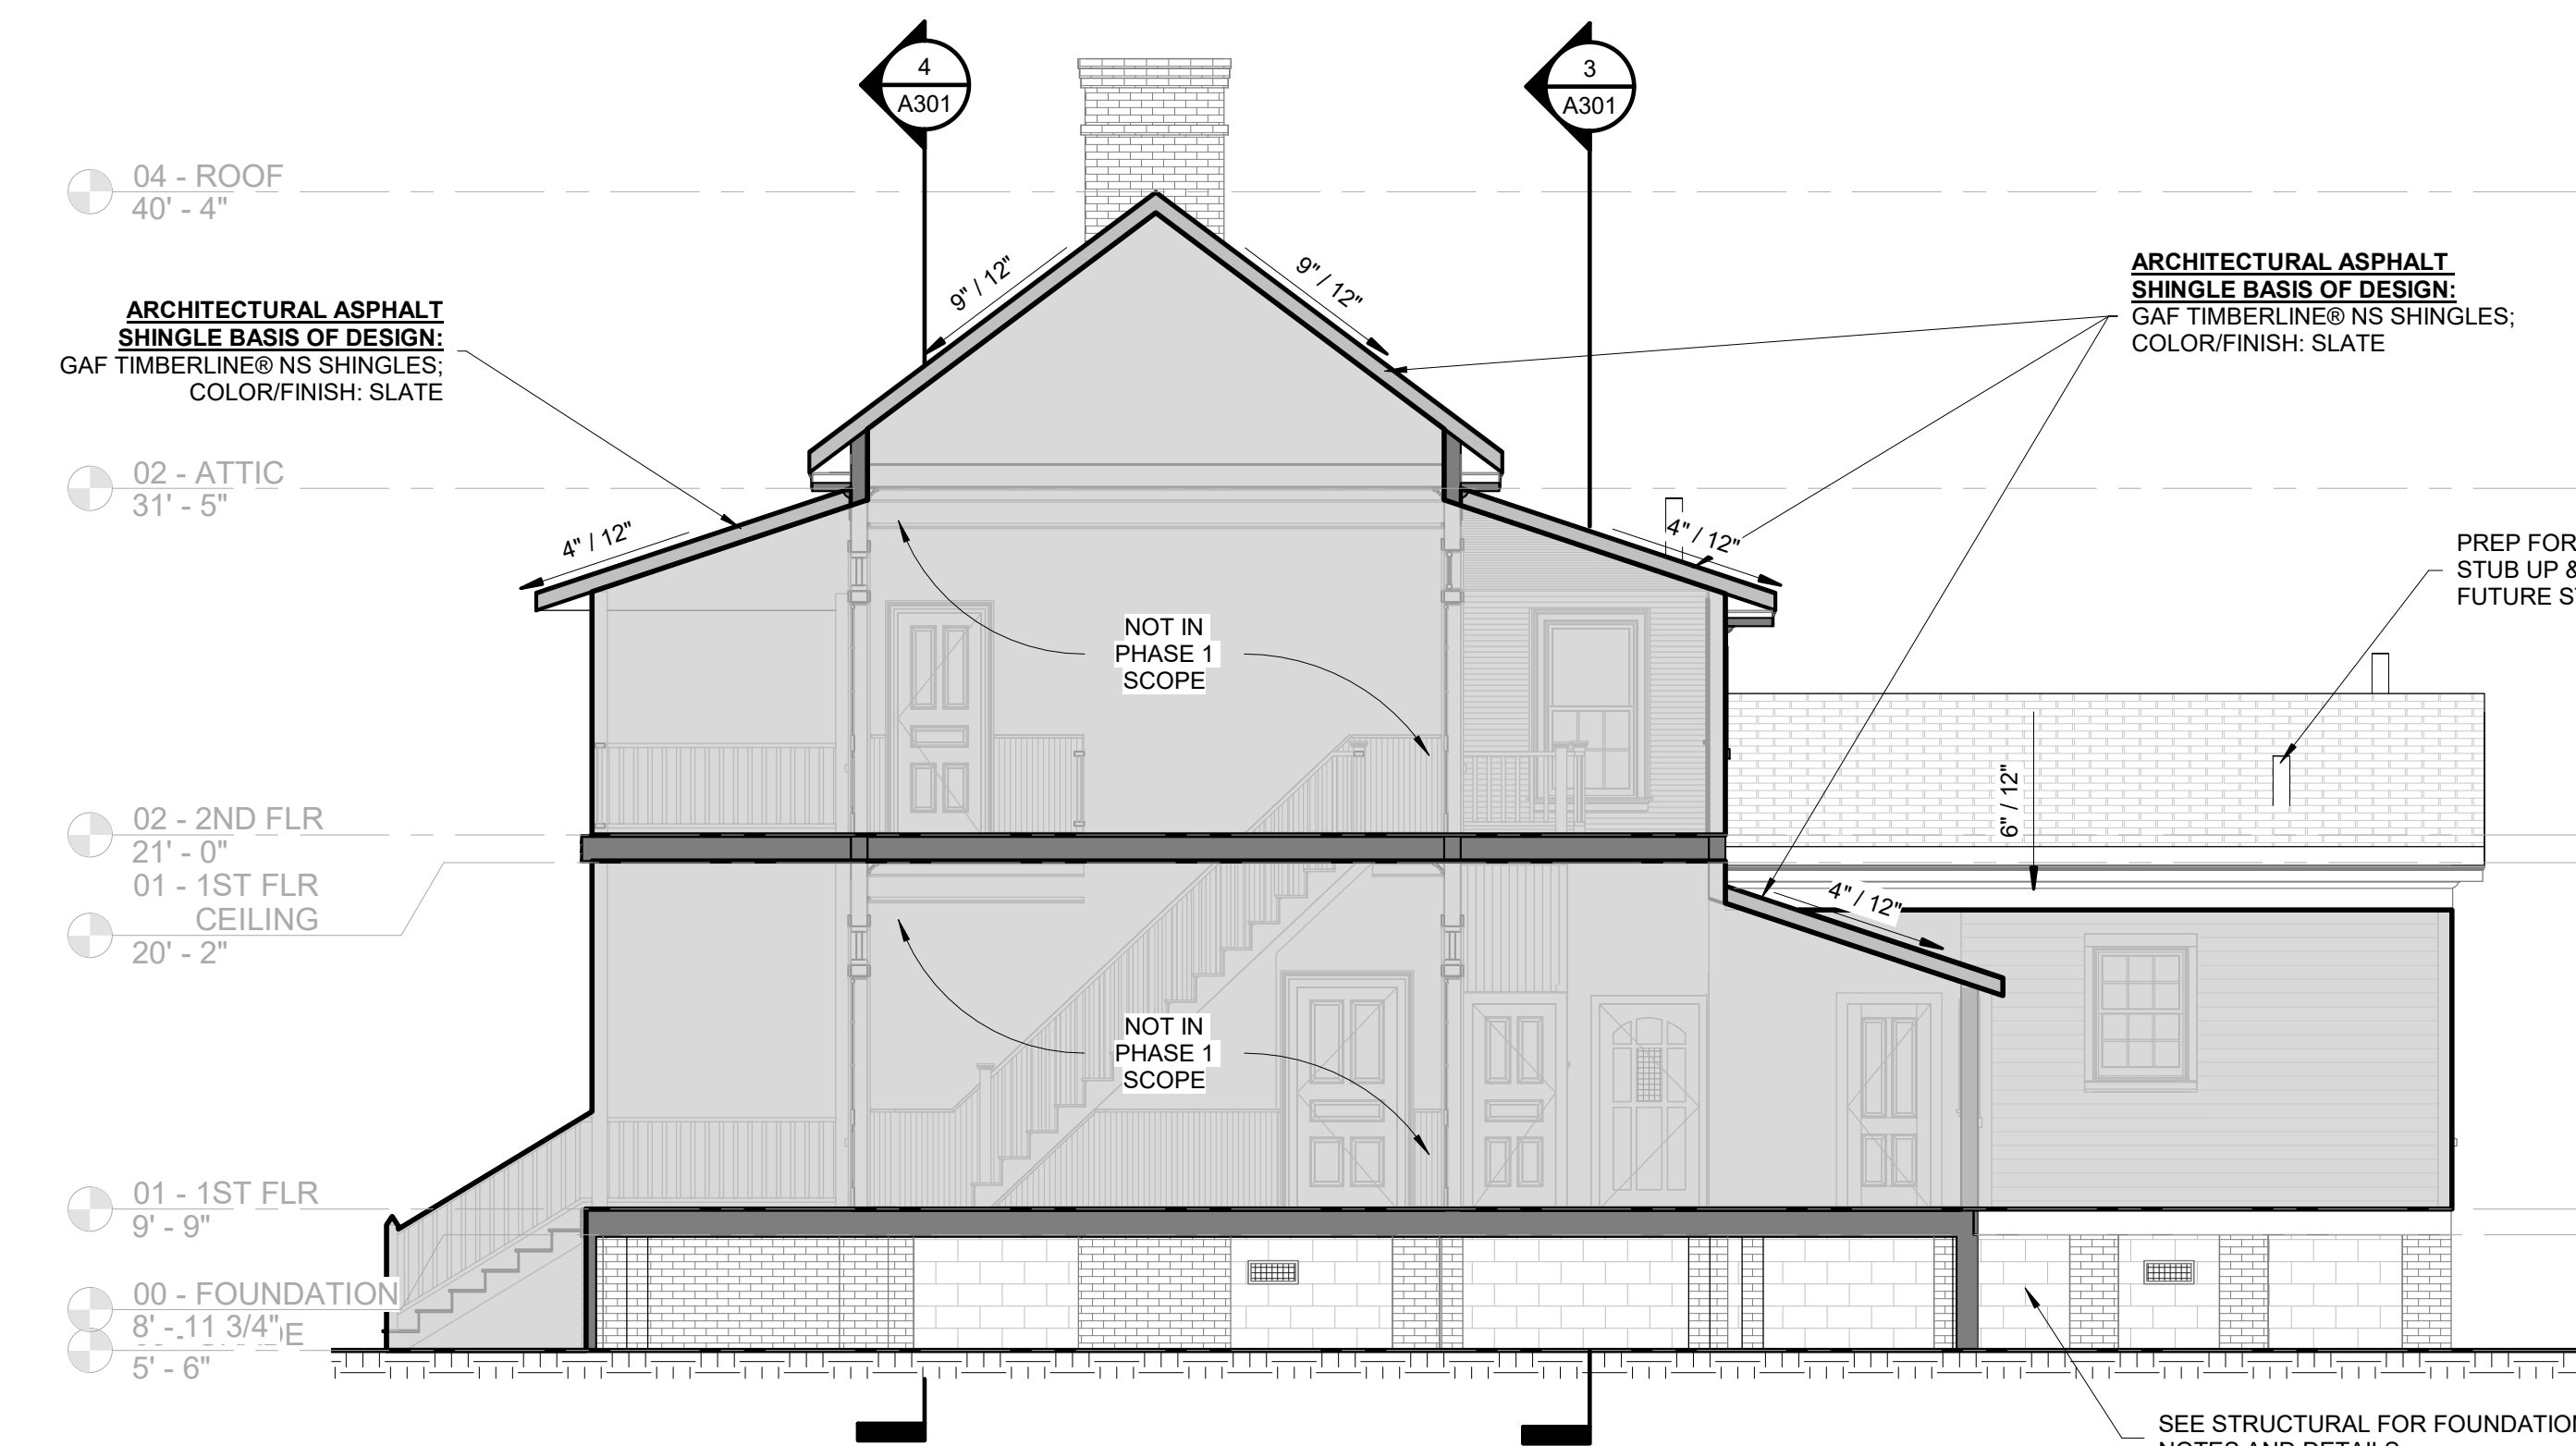 4
A301
3
A301
04 - ROOF
40' - 4"
9" / 12"
9" / 12"
ARCHITECTURAL ASPHALT
SHINGLE BASIS OF DESIGN:
GAF TIMBERLINE® NS SHINGLES;
COLOR/FINISH: SLATE
ARCHITECTURAL ASPHALT
SHINGLE BASIS OF DESIGN:
GAF TIMBERLINE® NS SHINGLES;
COLOR/FINISH: SLATE
02 - ATTIC
31' - 5"
4" / 12"
4" / 12"
PREP FOR
STUB UP &
FUTURE
NOT IN
PHASE 1
SCOPE
6" / 12"
02 - 2ND FLR
21' - 0"
01 - 1ST FLR
CEILING
20' - 2"
4" / 12"
NOT IN
PHASE 1
SCOPE
01 - 1ST FLR
9' - 9"
00 - FOUNDATION
8' - 11 3/4"
5' - 6"
SEE STRUCTURAL FOR FOUNDATION
NOTES AND DETAILS